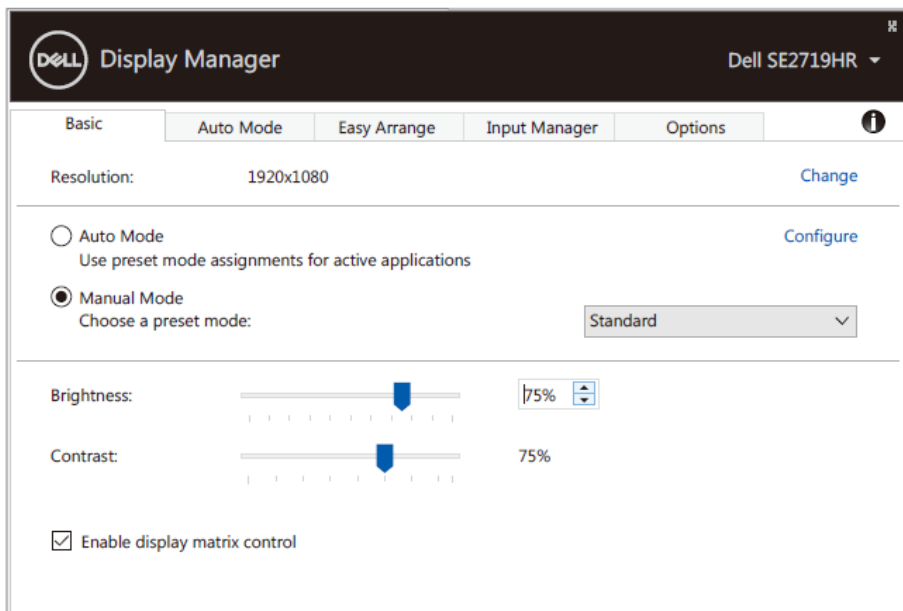 DELL Display Manager
Dell SE2719HR
Basic Auto Mode Easy Arrange Input Manager Options
Resolution: 1920x1080 Change
Auto Mode Configure
Use preset mode assignments for active applications
Manual Mode
Choose a preset mode: Standard
Brightness: 75%
Contrast: 75%
Enable display matrix control